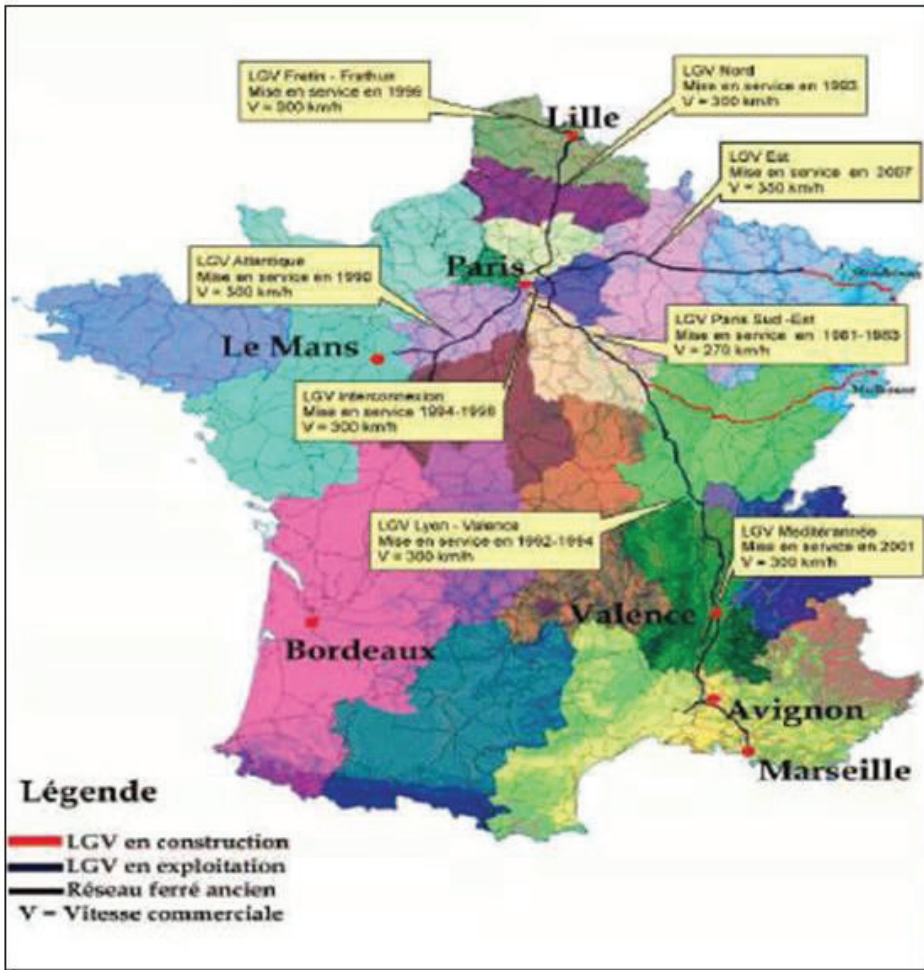 LGV Fretin - Frethun
Mise en service en 1996
V = 300 km/h
LGV Nord
Mise en service en 1993
V = 300 km/h
Lille
LGV Est
Mise en service en 2007
V = 350 km/h
LGV Atlantique
Mise en service en 1990
V = 300 km/h
Paris
Strasbourg
LGV Paris Sud -Est
Mise en service en 1981-1983
V = 270 km/h
Le Mans
Mulhouse
LGV Interconnexion
Mise en service 1994-1996
V = 300 km/h
LGV Lyon - Valence
Mise en service en 1992-1994
V = 300 km/h
LGV Mediterannée
Mise en service en 2001
V = 300 km/h
Valence
Bordeaux
Avignon
Marseille
Légende
LGV en construction
LGV en exploitation
Réseau ferré ancien
V = Vitesse commerciale